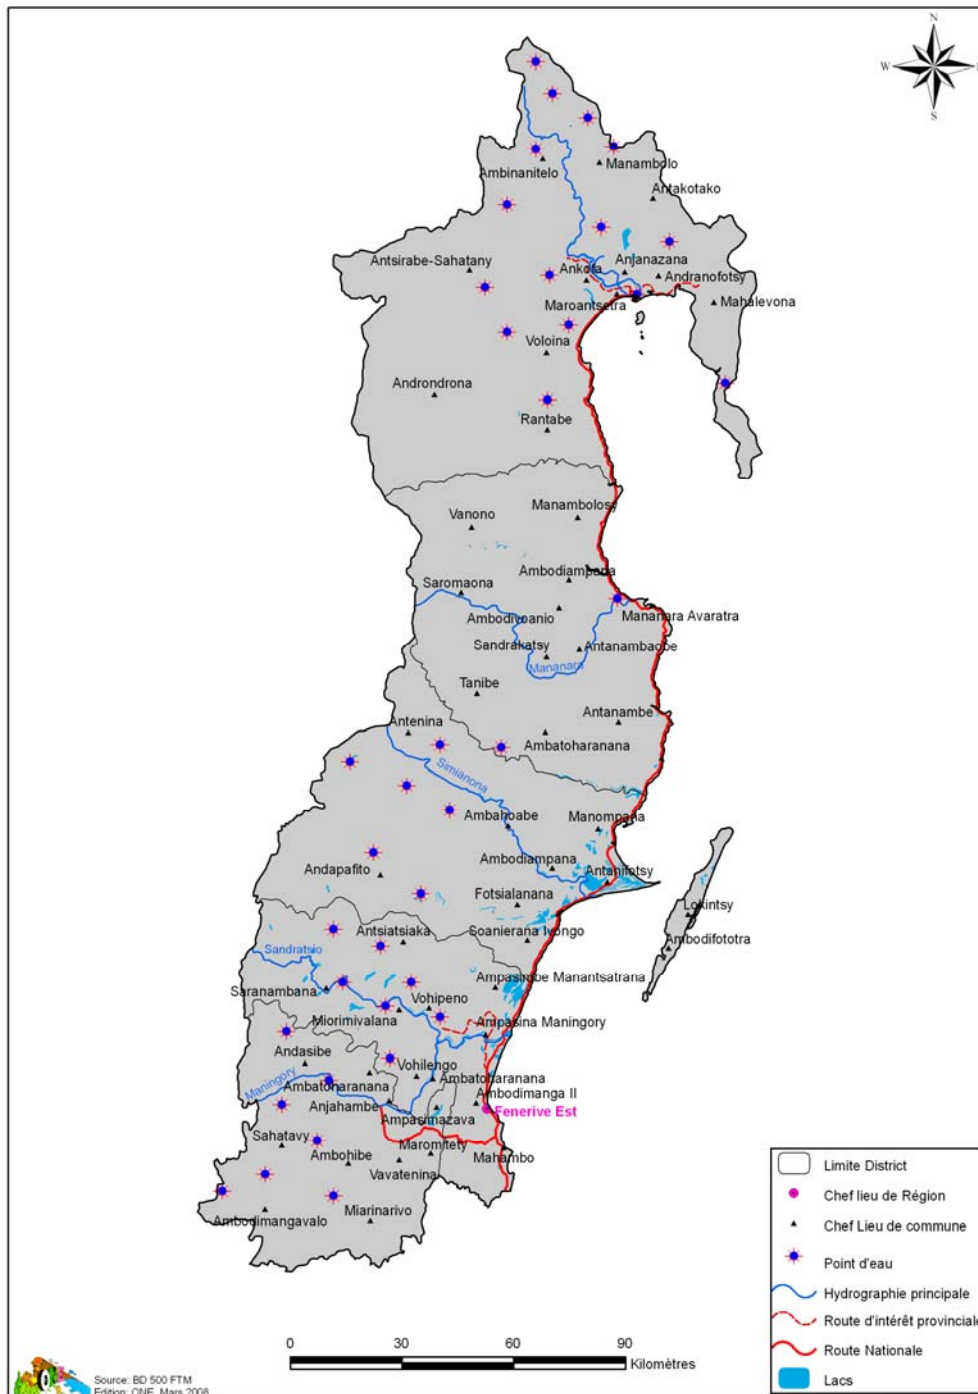 N
W
S
Ambinanitelo
Manambolo
Antakotako
Antsirabe-Sahatany
Ankofa
Anjanazana
Andranofotsy
Maroantsetra
Mahalevona
Voloina
Androndrona
Rantabe
Vanono
Manambolosy
Ambodiampana
Saromaona
Ambodivoanio
Mananara Avaratra
Sandrakatsy
Antanambaobe
Mananara
Tanibe
Antanambe
Antenina
Ambatoharanana
Simianona
Ambahoabe
Manompana
Ambodiampana
Andapafito
Antanifotsy
Fotsialanana
Lokintsy
Antsiatsiaka
Soanierana Ivongo
Ambodifototra
Sandratsio
Saranambana
Ampasimbe Manantsatrana
Vohipeno
Miorimivalana
Ampasina Maningory
Andasibe
Vohilengo
Maningory
Ambatoharanana
Ambatoharanana
Ambodimanga II
Anjahambe
Fenerive Est
Ampasimazava
Sahatavy
Maromitety
Mahambo
Ambohibe
Vavatenina
Ambodimangavalo
Miarinarivo
Limite District
Chef lieu de Région
Chef Lieu de commune
Point d'eau
Hydrographie principale
Route d'intérêt provinciale
Route Nationale
Lacs
0 30 60 90
Kilomètres
Source: BD 500 FTM
Edition: ONE, Mars 2008